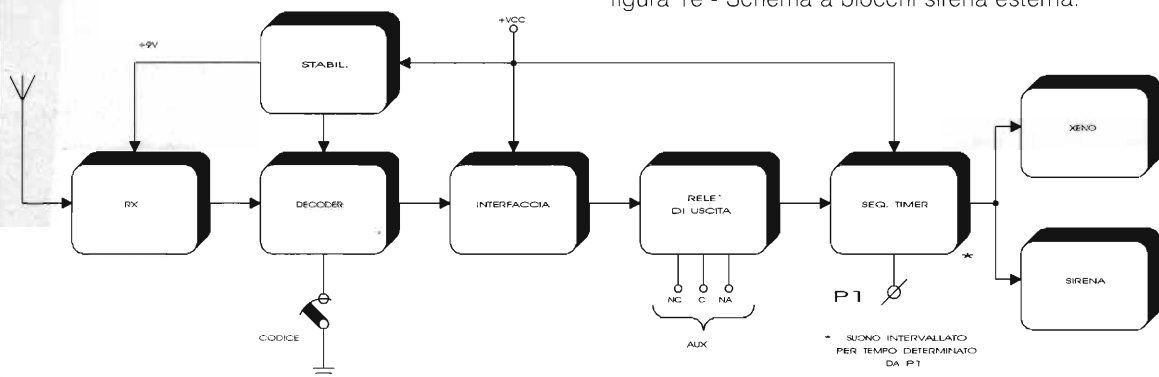 figura 1e - Schema a blocchi sirena esterna.
+VCC
+9V
STABIL.
XENO
RX
DECODER
INTERFACCIA
RELE'
DI USCITA
SEQ. TIMER
*
SIRENA
NC C NA
P1
CODICE
AUX
* SUONO INTERVALLATO
PER TEMPO DETERMINATO
DA P1